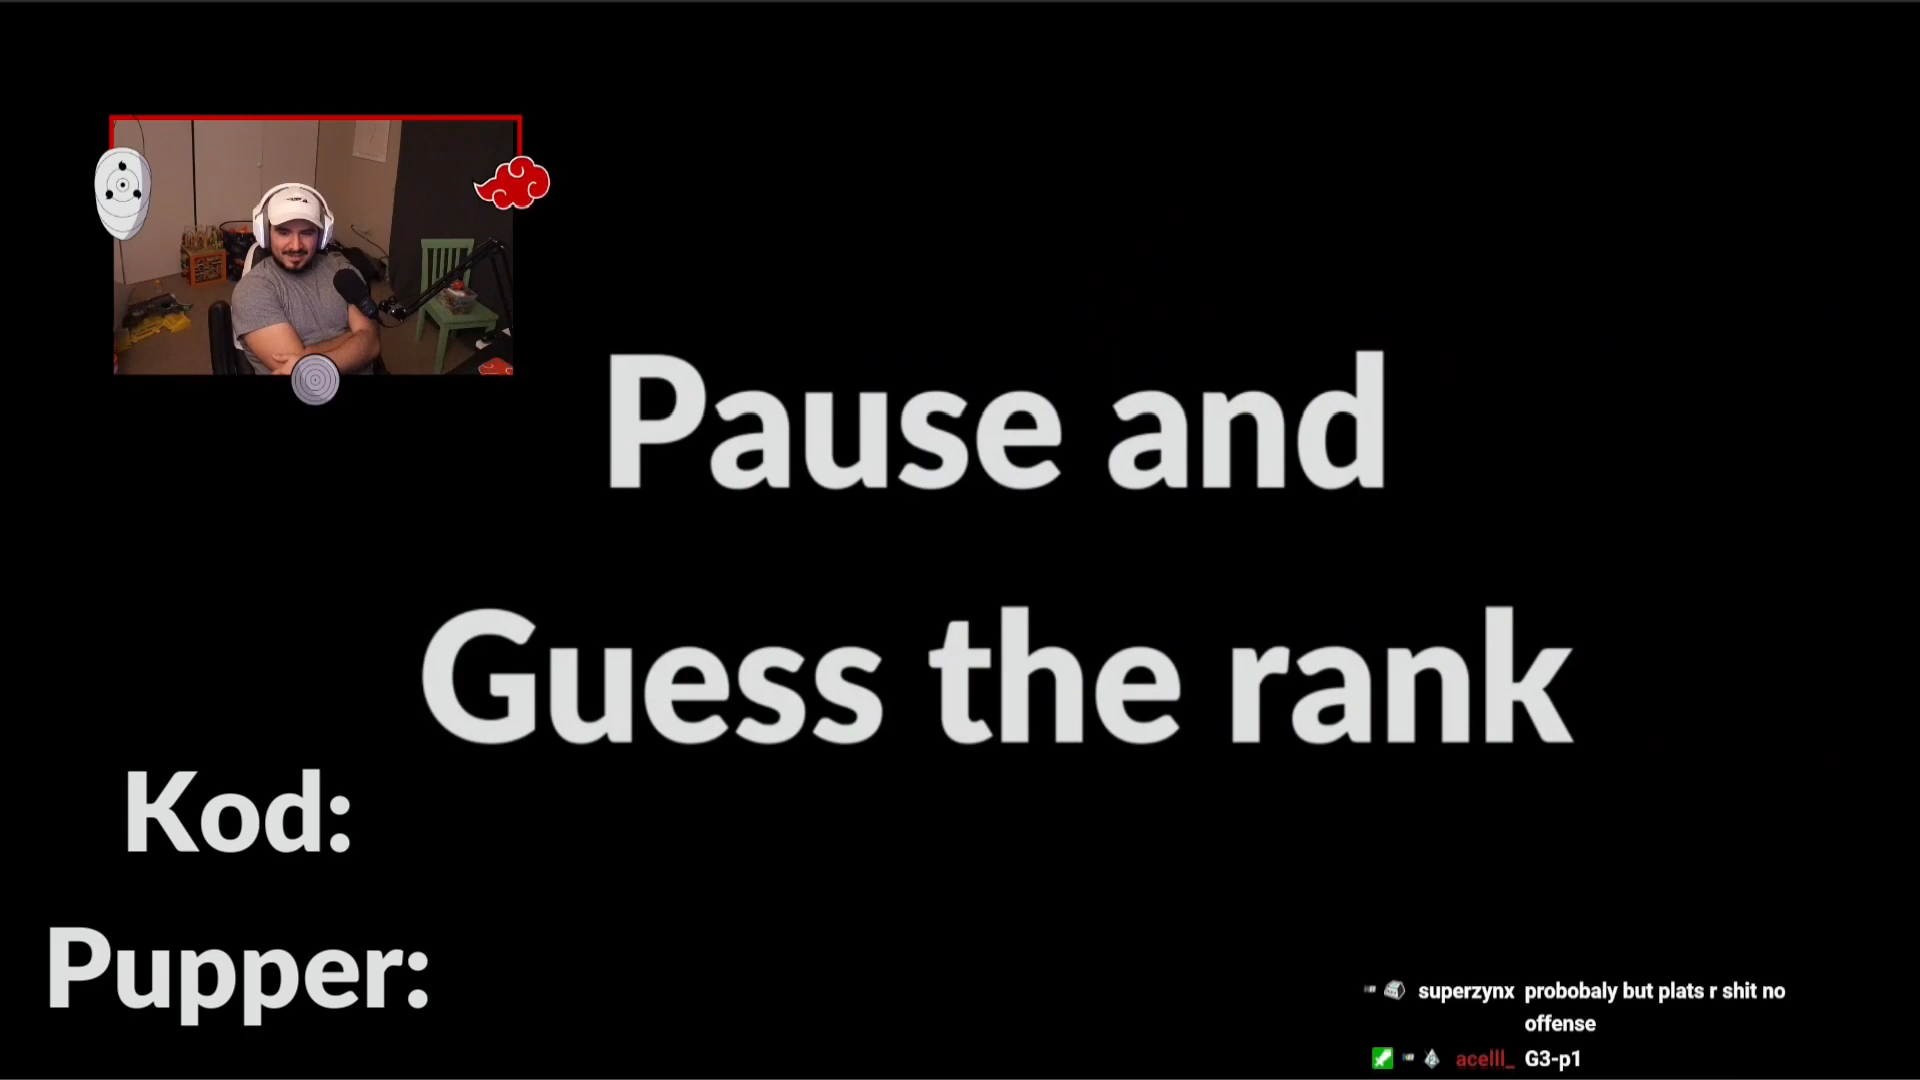 Pause and
Guess the rank
Kod:
Pupper:
superzynx probobaly but plats r shit no
offense
acelll_ G3-p1